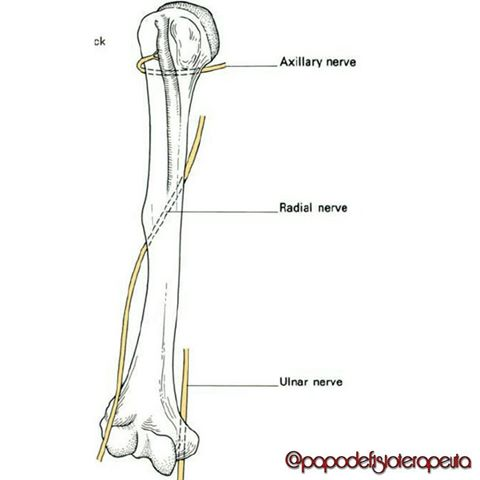 ck
Axillary nerve
Radial nerve
Ulnar nerve
@papodefisioterapeuta